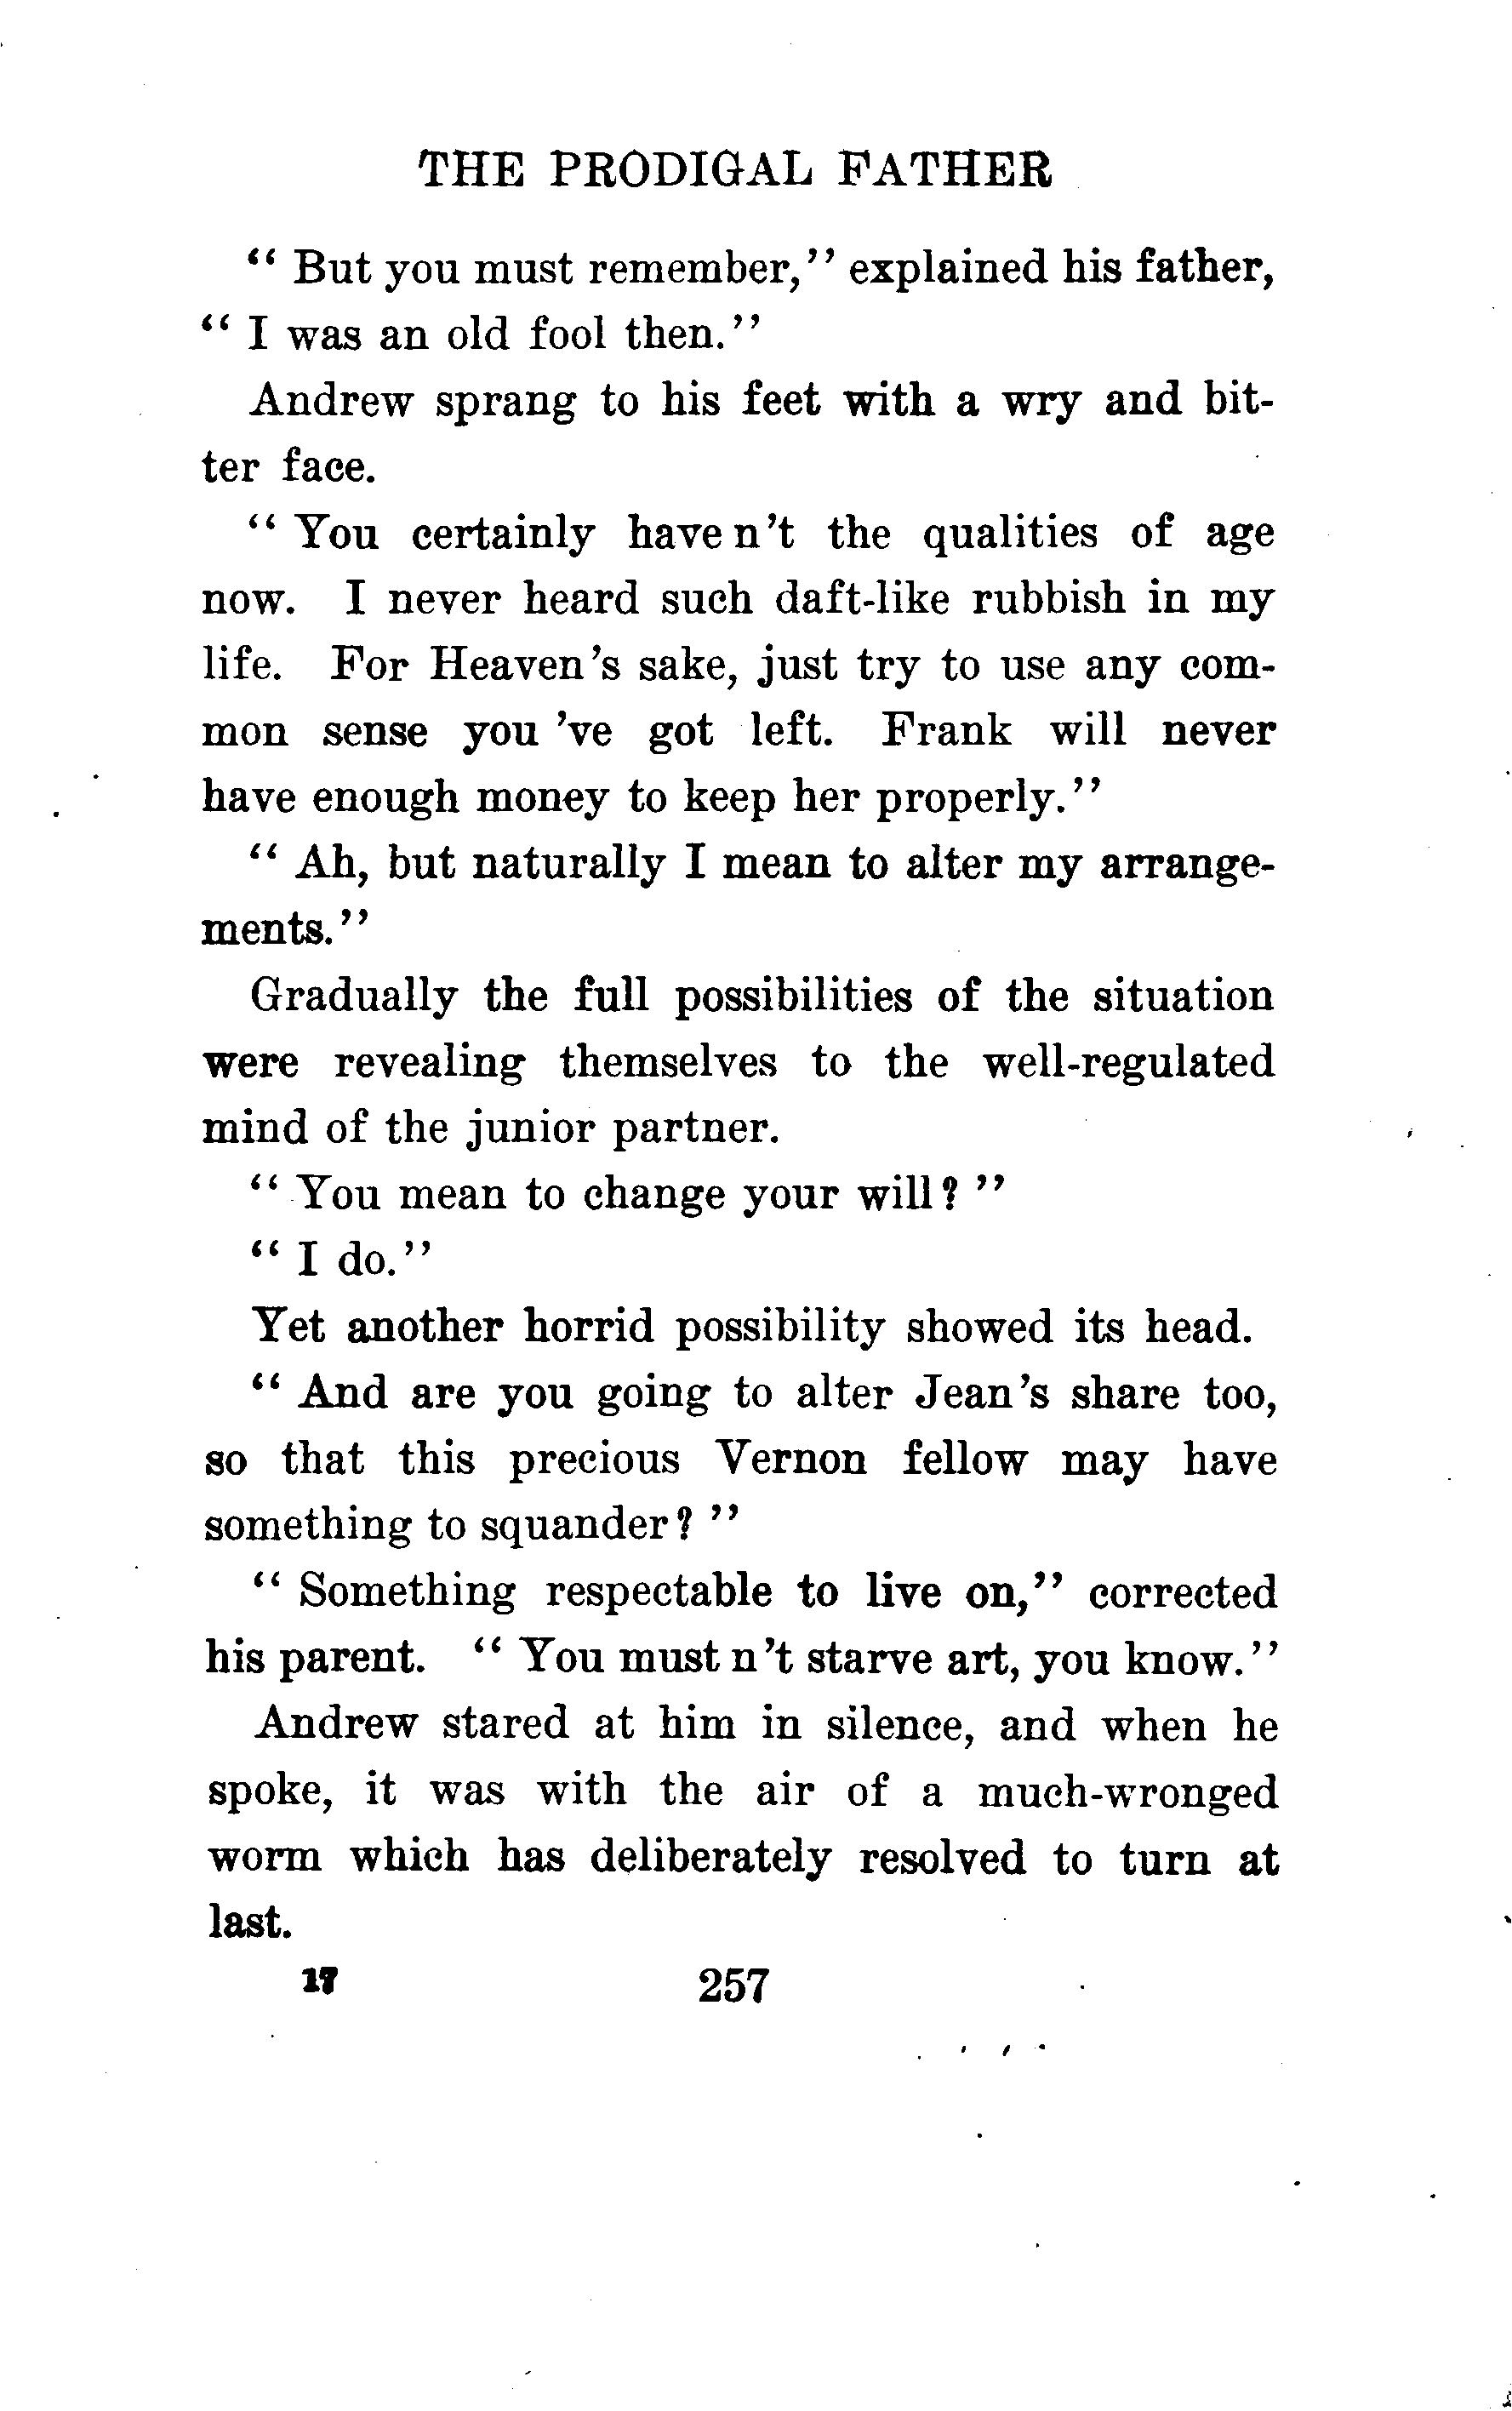 THE PRODIGAL FATHER
“ But you must remember,” explained his father,
“ I was an old fool then.”
Andrew sprang to his feet with a wry and bit-
ter face.
“ You certainly have n’t the qualities of age
now. I never heard such daft-like rubbish in my
life. For Heaven’s sake, just try to use any com-
mon sense you ’ve got left. Frank will never
have enough money to keep her properly.”
“ Ah, but naturally I mean to alter my arrange-
ments.”
Gradually the full possibilities of the situation
were revealing themselves to the well-regulated
mind of the junior partner.
“ You mean to change your will? ”
“ I do.”
Yet another horrid possibility showed its head.
“ And are you going to alter Jean’s share too,
so that this precious Vernon fellow may have
something to squander? ”
“ Something respectable to live on,” corrected
his parent. “ You must n’t starve art, you know.”
Andrew stared at him in silence, and when he
spoke, it was with the air of a much-wronged
worm which has deliberately resolved to turn at
last.
17 257